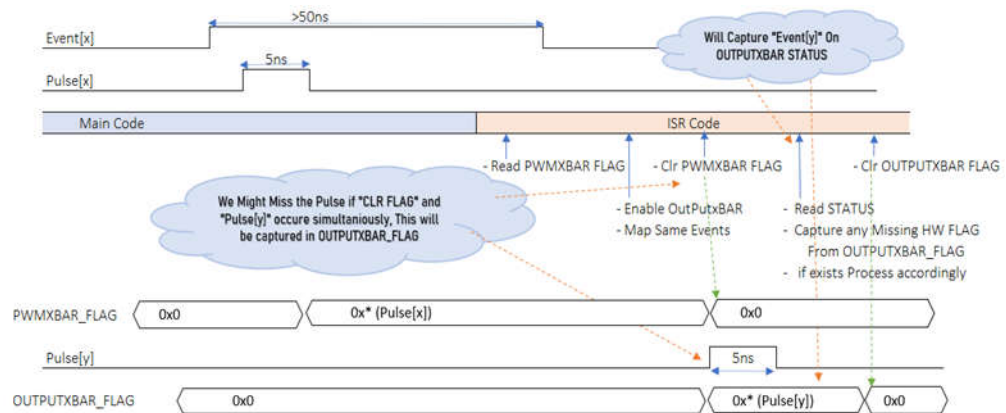 >50ns
Event[x]
Will Capture "Event[y]" On
OUTPUTXBAR STATUS
5ns
Pulse[x]
Main Code
ISR Code
- Read PWMXBAR FLAG
- Clr PWMXBAR FLAG
- Clr OUTPUTXBAR FLAG
We Might Miss the Pulse if "CLR FLAG" and
"Pulse[y]" occure simultaniously, This will
be captured in OUTPUTXBAR_FLAG
- Enable OutPutxBAR
- Map Same Events
- Read STATUS
- Capture any Missing HW FLAG
From OUTPUTXBAR_FLAG
- if exists Process accordingly
PWMXBAR_FLAG
0x0
0x* (Pulse[x])
0x0
Pulse[y]
5ns
OUTPUTXBAR_FLAG
0x0
0x* (Pulse[y])
0x0